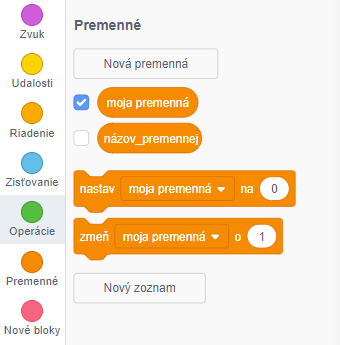 Zvuk
Udalosti
Riadenie
Zisťovanie
Operácie
Premenné
Nové bloky
Premenné
Nová premenná
moja premenná
názov_premennej
nastav moja premenná na 0
zmeň moja premenná o 1
Nový zoznam